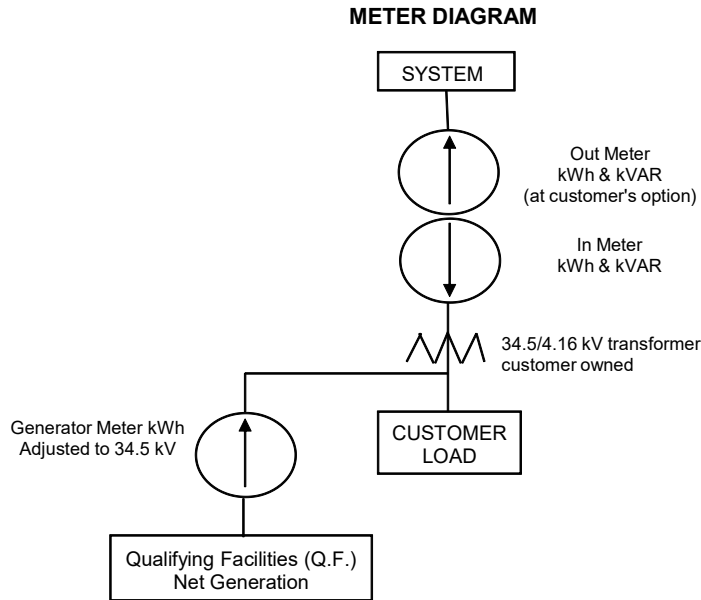 METER DIAGRAM
SYSTEM
Out Meter
kWh & kVAR
(at customer's option)
In Meter
kWh & kVAR
34.5/4.16 kV transformer
customer owned
Generator Meter kWh
Adjusted to 34.5 kV
CUSTOMER
LOAD
Qualifying Facilities (Q.F.)
Net Generation